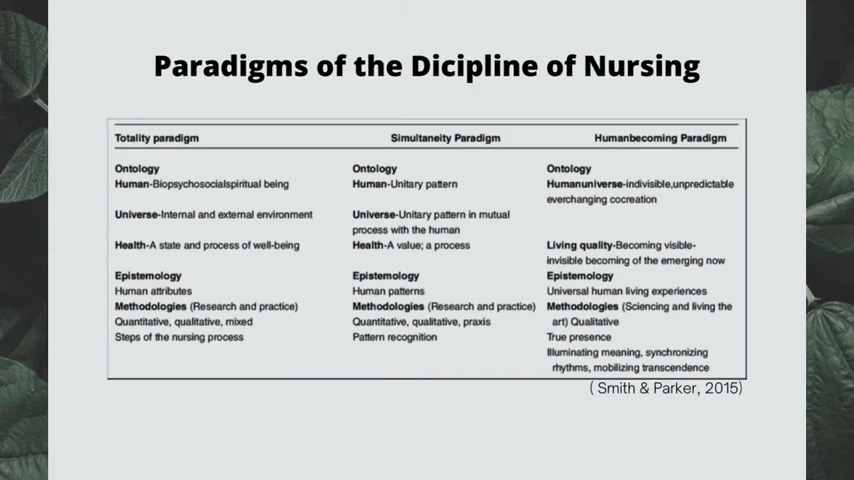 Paradigms of the Dicipline of Nursing
Totality paradigm Simultaneity Paradigm Humanbecoming Paradigm
Ontology Ontology Ontology
Human-Biopsychosocialspiritual being Human-Unitary pattern Humanuniverse-indivisible,unpredictable
everchanging cocreation
Universe-Internal and external environment Universe-Unitary pattern in mutual
process with the human
Health-A state and process of well-being Health-A value; a process Living quality-Becoming visible-
invisible becoming of the emerging now
Epistemology Epistemology Epistemology
Human attributes Human patterns Universal human living experiences
Methodologies (Research and practice) Methodologies (Research and practice) Methodologies (Sciencing and living the
Quantitative, qualitative, mixed Quantitative, qualitative, praxis art) Qualitative
Steps of the nursing process Pattern recognition True presence
Illuminating meaning, synchronizing
rhythms, mobilizing transcendence
( Smith & Parker, 2015)